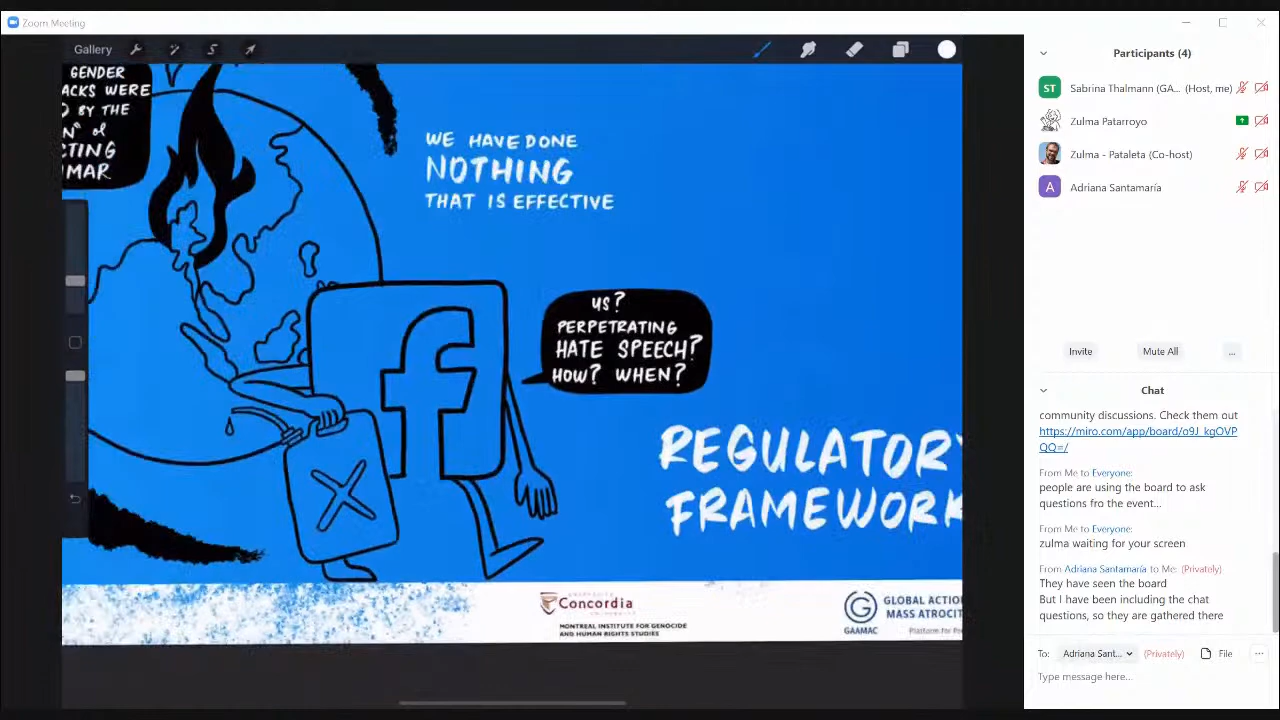 Zoom Meeting
Gallery
GENDER
ACKS WERE
BY THE
CTING
MAR
WE HAVE DONE
NOTHING
THAT IS EFFECTIVE
US?
PERPETRATING
HATE SPEECH?
HOW? WHEN?
REGULATORY
FRAMEWORK
Concordia
MONTREAL INSTITUTE FOR GENOCIDE
AND HUMAN RIGHTS STUDIES
GLOBAL ACTION
MASS ATROCIT
GAAMAC
Platform for
Participants (4)
ST Sabrina Thalmann (GA... (Host, me)
Zulma Patarroyo
Zulma - Pataleta (Co-host)
A Adriana Santamaría
Invite Mute All ...
Chat
community discussions. Check them out
https://miro.com/app/board/o9J_kgOVP
QQ=/
From Me to Everyone:
people are using the board to ask
questions fro the event...
From Me to Everyone:
zulma waiting for your screen
From Adriana Santamaría to Me: (Privately)
They have seen the board
But I have been including the chat
questions, so they are gathered there
To: Adriana Sant... (Privately) File ...
Type message here...